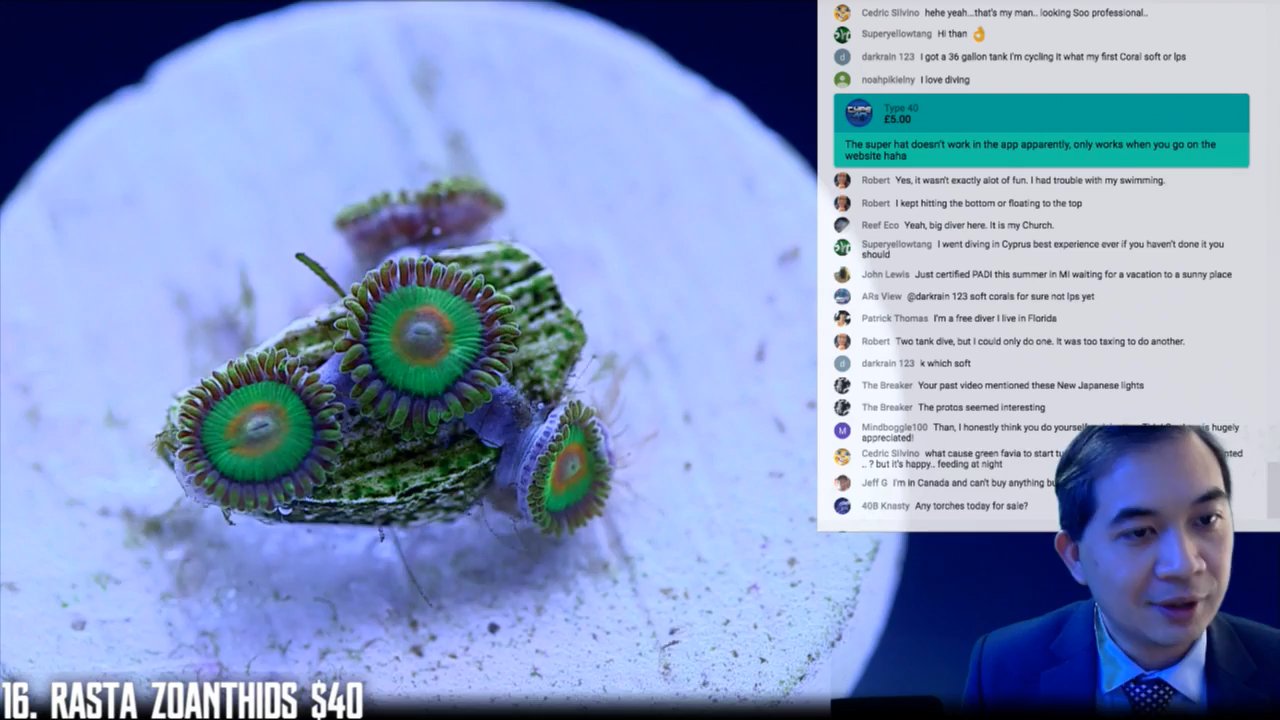 Cedric Silvino hehe yeah...that's my man.. looking Soo professional..
Superyellowtang Hi than 👌
darkrain 123 I got a 36 gallon tank I'm cycling It what my first Coral soft or lps
noahpikielny I love diving
Type 40
£5.00
The super hat doesn't work in the app apparently, only works when you go on the
website haha
Robert Yes, it wasn't exactly alot of fun. I had trouble with my swimming.
Robert I kept hitting the bottom or floating to the top
Reef Eco Yeah, big diver here. It is my Church.
Superyellowtang I went diving in Cyprus best experience ever if you haven't done it you
should
John Lewis Just certified PADI this summer in MI waiting for a vacation to a sunny place
ARs View @darkrain 123 soft corals for sure not lps yet
Patrick Thomas I'm a free diver I live in Florida
Robert Two tank dive, but I could only do one. It was too taxing to do another.
darkrain 123 k which soft
The Breaker Your past video mentioned these New Japanese lights
The Breaker The protos seemed interesting
M Mindboggle100 Than, I honestly think you do yourself hugely
appreciated!
Cedric Silvino what cause green favia to start
.. ? but it's happy.. feeding at night
Jeff G I'm in Canada and can't buy anything
40B Knasty Any torches today for sale?
16. RASTA ZOANTHIDS $40